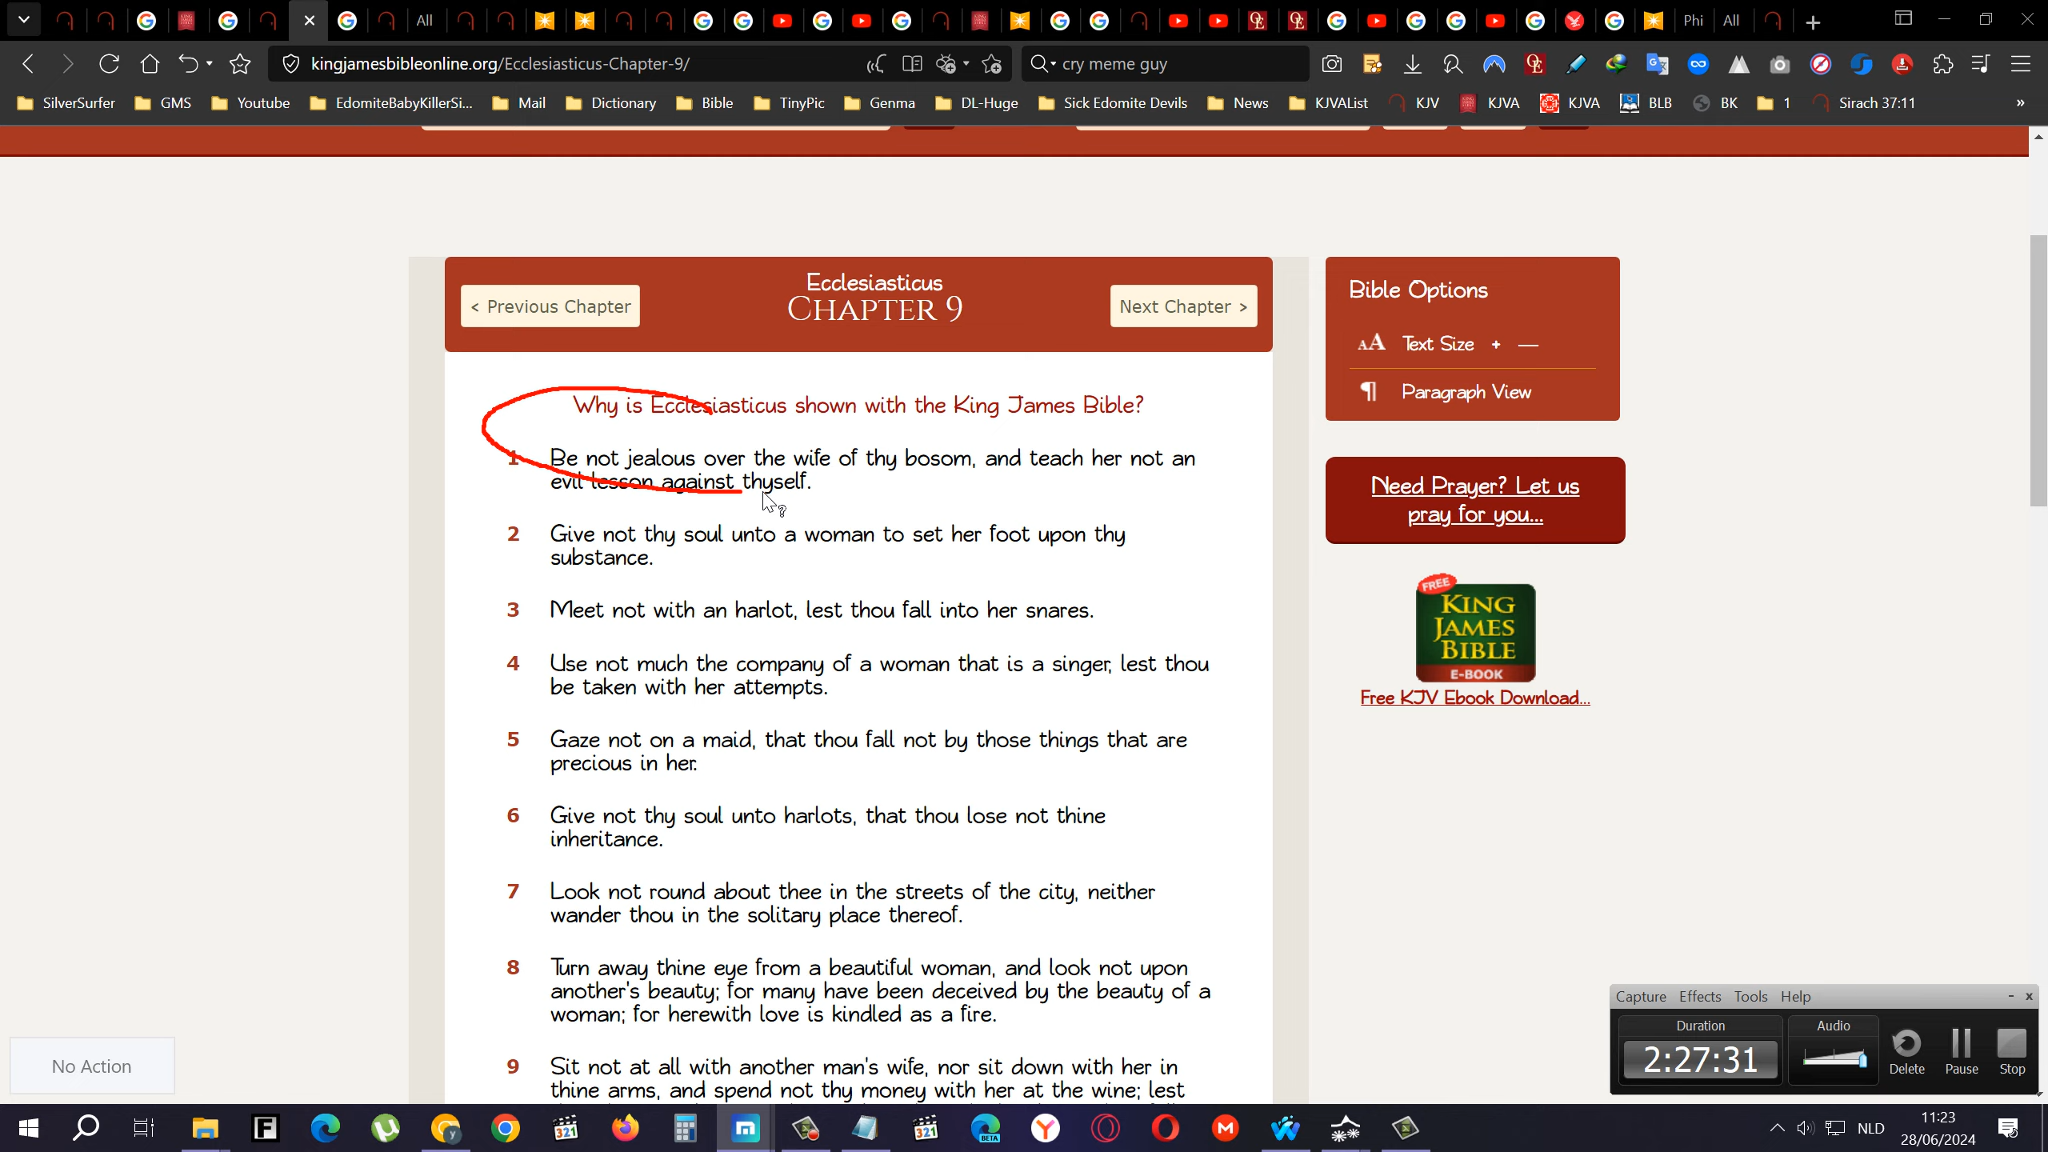 All
Phi
All
kingjamesbibleonline.org/Ecclesiasticus-Chapter-9/
cry meme guy
SilverSurfer
GMS
Youtube
EdomiteBabyKillerSi...
Mail
Dictionary
Bible
TinyPic
Genma
DL-Huge
Sick Edomite Devils
News
KJVAList
KJV
KJVA
KJVA
BLB
BK
1
Sirach 37:11
< Previous Chapter
Ecclesiasticus
CHAPTER 9
Next Chapter >
Why is Ecclesiasticus shown with the King James Bible?
1 Be not jealous over the wife of thy bosom, and teach her not an
evil lesson against thyself.
2 Give not thy soul unto a woman to set her foot upon thy
substance.
3 Meet not with an harlot, lest thou fall into her snares.
4 Use not much the company of a woman that is a singer, lest thou
be taken with her attempts.
5 Gaze not on a maid, that thou fall not by those things that are
precious in her.
6 Give not thy soul unto harlots, that thou lose not thine
inheritance.
7 Look not round about thee in the streets of the city, neither
wander thou in the solitary place thereof.
8 Turn away thine eye from a beautiful woman, and look not upon
another's beauty; for many have been deceived by the beauty of a
woman; for herewith love is kindled as a fire.
9 Sit not at all with another man's wife, nor sit down with her in
thine arms, and spend not thy money with her at the wine; lest
Bible Options
AA Text Size + —
¶ Paragraph View
Need Prayer? Let us
pray for you...
FREE
KING
JAMES
BIBLE
E-BOOK
Free KJV Ebook Download...
No Action
Capture Effects Tools Help
Duration
Audio
2:27:31
Delete
Pause
Stop
NLD
11:23
28/06/2024